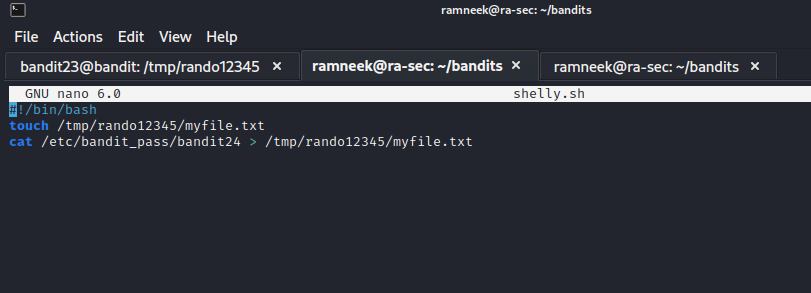 ramneek@ra-sec: ~/bandits
File Actions Edit View Help
bandit23@bandit: /tmp/rando12345 × ramneek@ra-sec: ~/bandits × ramneek@ra-sec: ~/bandits ×
GNU nano 6.0 shelly.sh
#!/bin/bash
touch /tmp/rando12345/myfile.txt
cat /etc/bandit_pass/bandit24 > /tmp/rando12345/myfile.txt